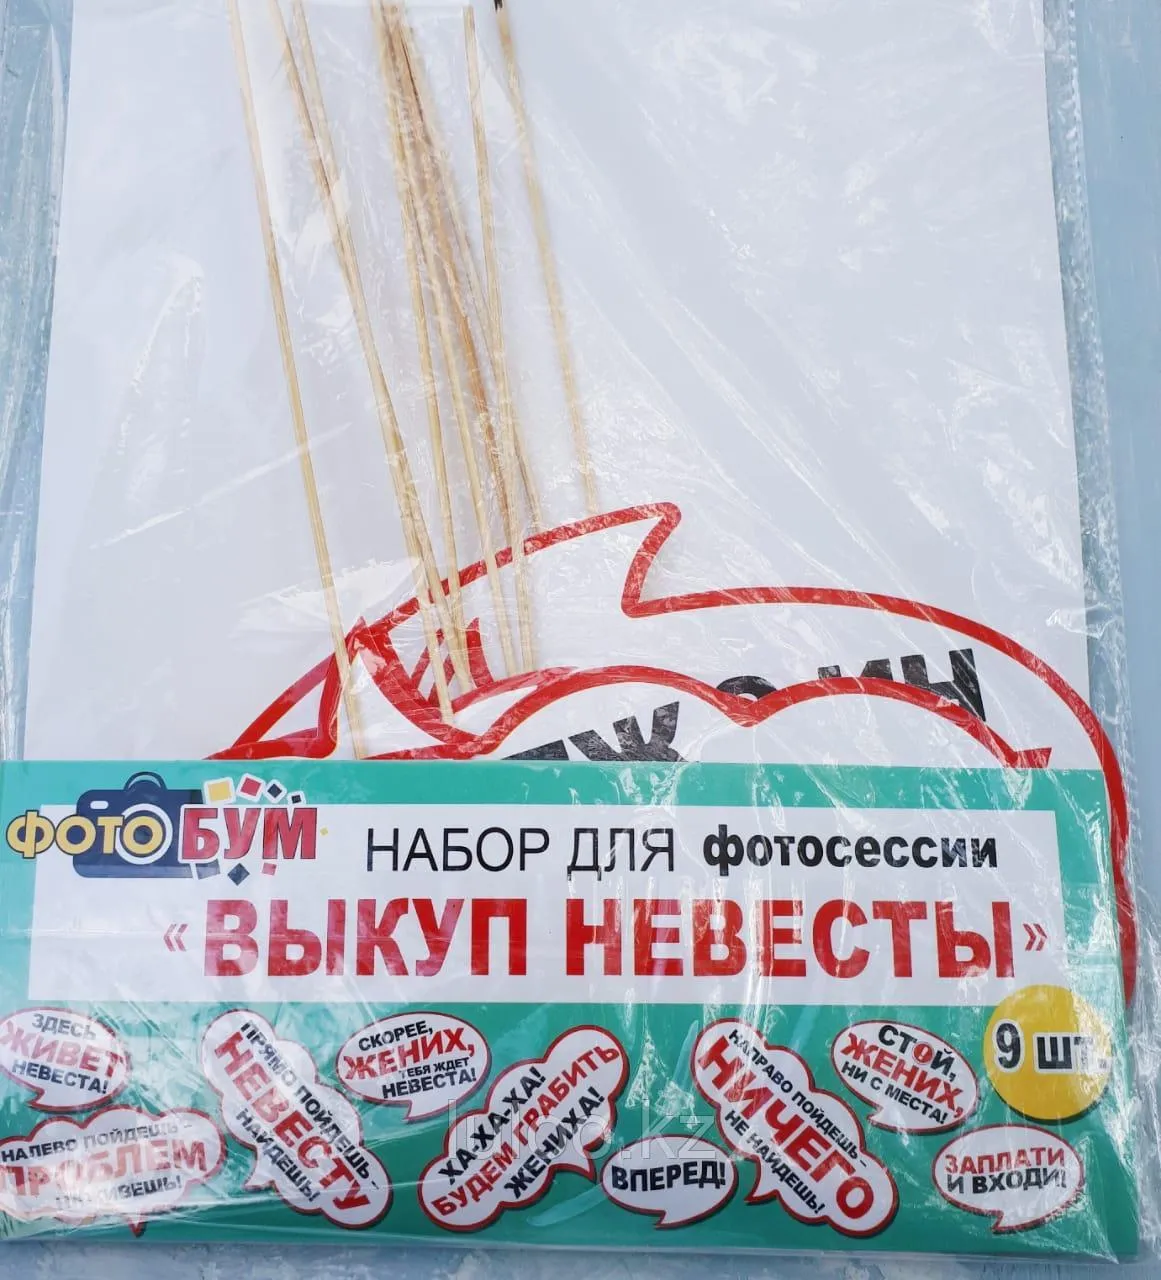 ФОТО БУМ
НАБОР ДЛЯ фотосессии
«ВЫКУП НЕВЕСТЫ»
9 шт.
ЗДЕСЬ
ЖИВЕТ
НЕВЕСТА!
ПРЯМО ПОЙДЕШЬ -
НЕВЕСТУ
НАЙДЕШЬ!
СКОРЕЕ,
ЖЕНИХ,
ТЕБЯ ЖДЕТ
НЕВЕСТА!
ХА-ХА-ХА!
БУДЕМ ГРАБИТЬ
ЖЕНИХА!
НАПРАВО ПОЙДЕШЬ -
НИЧЕГО
НЕ НАЙДЕШЬ!
СТОЙ,
ЖЕНИХ,
НИ С МЕСТА!
НАЛЕВО ПОЙДЕШЬ -
ПРОБЛЕМ
ВПЕРЕД!
ЗАПЛАТИ
И ВХОДИ!
luloo.kz